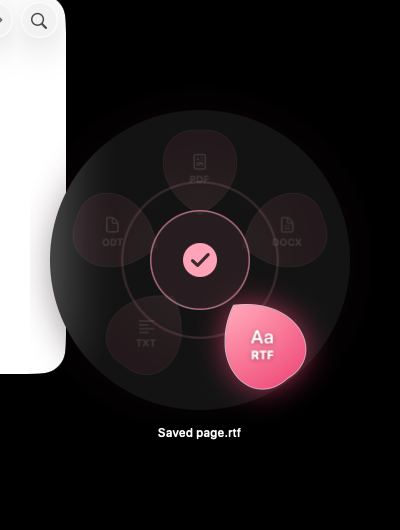 PDF
ODT
DOCX
TXT
Aa
RTF
Saved page.rtf